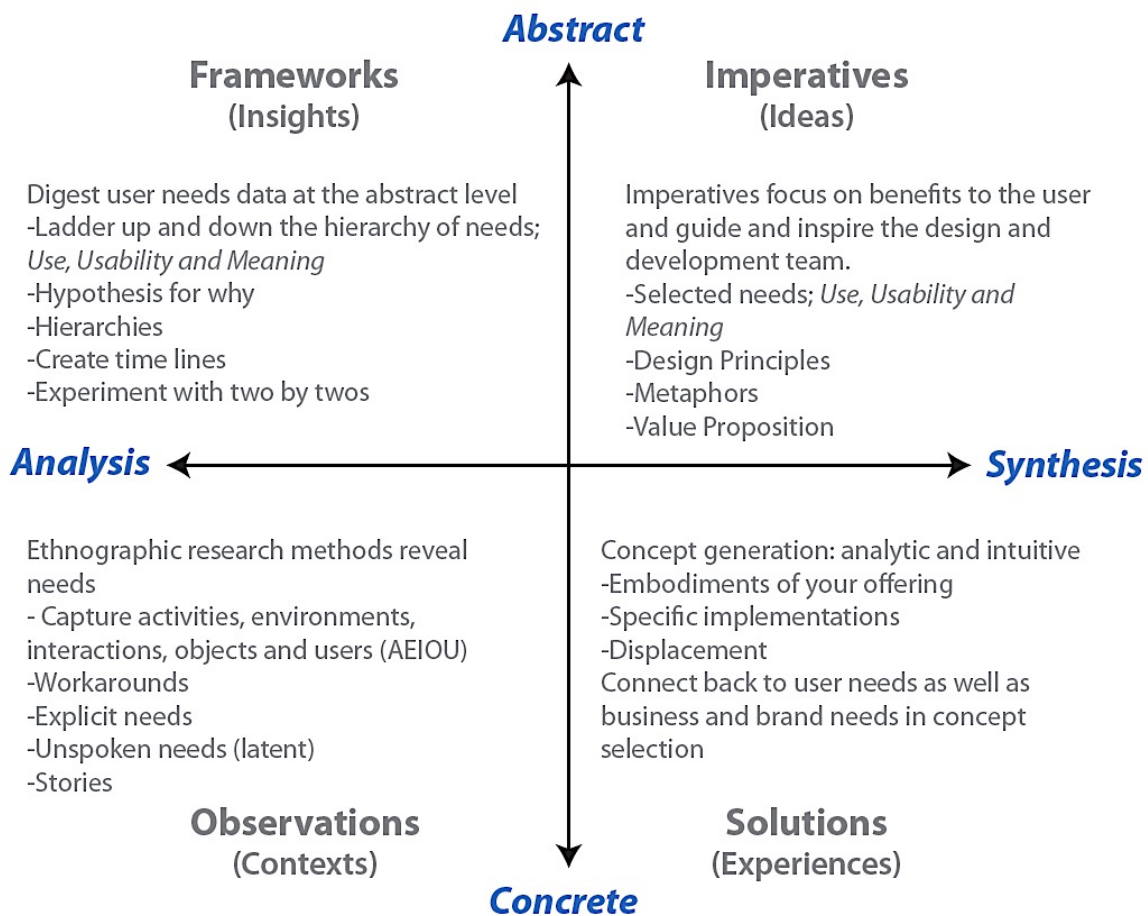 Abstract
Frameworks
(Insights)
Imperatives
(Ideas)
Digest user needs data at the abstract level
-Ladder up and down the hierarchy of needs;
Use, Usability and Meaning
-Hypothesis for why
-Hierarchies
-Create time lines
-Experiment with two by twos
Imperatives focus on benefits to the user
and guide and inspire the design and
development team.
-Selected needs; Use, Usability and
Meaning
-Design Principles
-Metaphors
-Value Proposition
Analysis
Synthesis
Ethnographic research methods reveal
needs
- Capture activities, environments,
interactions, objects and users (AEIOU)
-Workarounds
-Explicit needs
-Unspoken needs (latent)
-Stories
Concept generation: analytic and intuitive
-Embodiments of your offering
-Specific implementations
-Displacement
Connect back to user needs as well as
business and brand needs in concept
selection
Observations
(Contexts)
Solutions
(Experiences)
Concrete